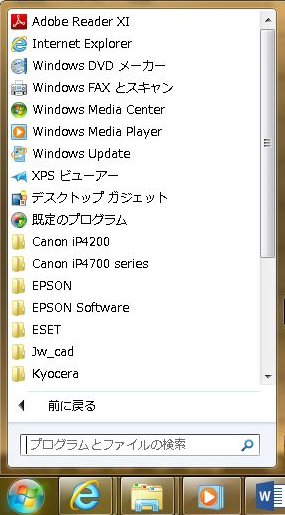 Adobe Reader XI
Internet Explorer
Windows DVD メーカー
Windows FAX とスキャン
Windows Media Center
Windows Media Player
Windows Update
XPS ビューアー
デスクトップ ガジェット
既定のプログラム
Canon iP4200
Canon iP4700 series
EPSON
EPSON Software
ESET
Jw_cad
Kyocera
前に戻る
プログラムとファイルの検索
W